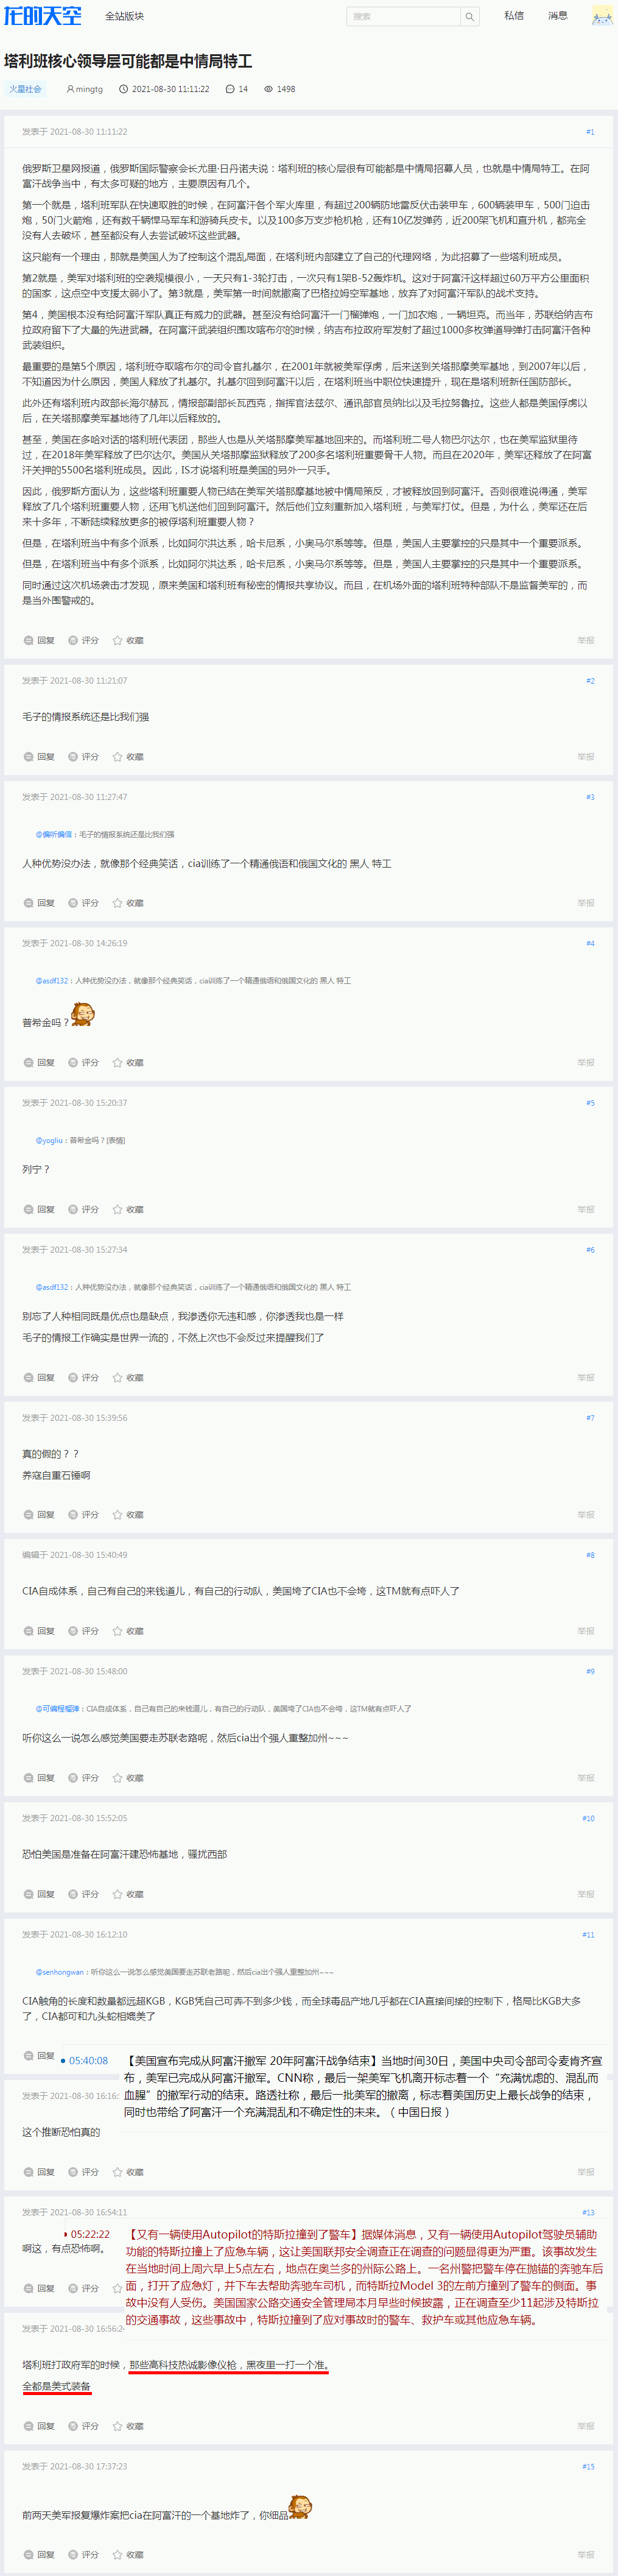 龙的天空
全站版块
搜索
私信
消息
塔利班核心领导层可能都是中情局特工
火星社会
mingtg
2021-08-30 11:11:22
14
1498
发表于 2021-08-30 11:11:22
#1
俄罗斯卫星网报道，俄罗斯国际警察会长尤里·日丹诺夫说：塔利班的核心层很有可能都是中情局招募人员，也就是中情局特工。在阿
富汗战争当中，有太多可疑的地方，主要原因有几个。
第一个就是，塔利班军队在快速取胜的时候，在阿富汗各个军火库里，有超过200辆防地雷反伏击装甲车，600辆装甲车，500门迫击
炮，50门火箭炮，还有数千辆悍马军车和游骑兵皮卡。以及100多万支步枪机枪，还有10亿发弹药，近200架飞机和直升机，都完全
没有人去破坏，甚至都没有人去尝试破坏这些武器。
这只能有一个理由，那就是美国人为了控制这个混乱局面，在塔利班内部建立了自己的代理网络，为此招募了一些塔利班成员。
第2就是，美军对塔利班的空袭规模很小，一天只有1-3轮打击，一次只有1架B-52轰炸机。这对于阿富汗这样超过60万平方公里面积
的国家，这点空中支援太弱小了。第3就是，美军第一时间就撤离了巴格拉姆空军基地，放弃了对阿富汗军队的战术支持。
第4，美国根本没有给阿富汗军队真正有威力的武器。甚至没有给阿富汗一门榴弹炮，一门加农炮，一辆坦克。而当年，苏联给纳吉布
拉政府留下了大量的先进武器。在阿富汗武装组织围攻喀布尔的时候，纳吉布拉政府军发射了超过1000多枚弹道导弹打击阿富汗各种
武装组织。
最重要的是第5个原因，塔利班夺取喀布尔的司令官扎基尔，在2001年就被美军俘虏，后来送到关塔那摩美军基地，到2007年以后，
不知道因为什么原因，美国人释放了扎基尔。扎基尔回到阿富汗以后，在塔利班当中职位快速提升，现在是塔利班新任国防部长。
此外还有塔利班内政部长海尔赫瓦，情报部副部长瓦西克，指挥官法兹尔、通讯部官员纳比以及毛拉努鲁拉。这些人都是美国俘虏以
后，在关塔那摩美军基地待了几年以后释放的。
甚至，美国在多哈对话的塔利班代表团，那些人也是从关塔那摩美军基地回来的。而塔利班二号人物巴尔达尔，也在美军监狱里待
过，在2018年美军释放了巴尔达尔。美国从关塔那摩监狱释放了200多名塔利班重要骨干人物。而且在2020年，美军还释放了在阿富
汗关押的5500名塔利班成员。因此，IS才说塔利班是美国的另外一只手。
因此，俄罗斯方面认为，这些塔利班重要人物已结在美军关塔那摩基地被中情局策反，才被释放回到阿富汗。否则很难说得通，美军
释放了几个塔利班重要人物，还用飞机送他们回到阿富汗。然后他们立刻重新加入塔利班，与美军打仗。但是，为什么，美军还在后
来十多年，不断陆续释放更多的被俘塔利班重要人物？
但是，在塔利班当中有多个派系，比如阿尔洪达系，哈卡尼系，小奥马尔系等等。但是，美国人主要掌控的只是其中一个重要派系。
但是，在塔利班当中有多个派系，比如阿尔洪达系，哈卡尼系，小奥马尔系等等。但是，美国人主要掌控的只是其中一个重要派系。
同时通过这次机场袭击才发现，原来美国和塔利班有秘密的情报共享协议。而且，在机场外面的塔利班特种部队不是监督美军的，而
是当外围警戒的。
回复 评分 收藏 举报
发表于 2021-08-30 11:21:07
#2
毛子的情报系统还是比我们强
回复 评分 收藏 举报
发表于 2021-08-30 11:27:47
#3
@偏听偏信：毛子的情报系统还是比我们强
人种优势没办法，就像那个经典笑话，cia训练了一个精通俄语和俄国文化的 黑人 特工
回复 评分 收藏 举报
发表于 2021-08-30 14:26:19
#4
@asdf132：人种优势没办法，就像那个经典笑话，cia训练了一个精通俄语和俄国文化的 黑人 特工
普希金吗？
回复 评分 收藏 举报
发表于 2021-08-30 15:20:37
#5
@yogliu：普希金吗？[表情]
列宁？
回复 评分 收藏 举报
发表于 2021-08-30 15:27:34
#6
@asdf132：人种优势没办法，就像那个经典笑话，cia训练了一个精通俄语和俄国文化的 黑人 特工
别忘了人种相同既是优点也是缺点，我渗透你无违和感，你渗透我也是一样
毛子的情报工作确实是世界一流的，不然上次也不会反过来提醒我们了
回复 评分 收藏 举报
发表于 2021-08-30 15:39:56
#7
真的假的？？
养寇自重石锤啊
回复 评分 收藏 举报
编辑于 2021-08-30 15:40:49
#8
CIA自成体系，自己有自己的来钱道儿，有自己的行动队，美国垮了CIA也不会垮，这TM就有点吓人了
回复 评分 收藏 举报
发表于 2021-08-30 15:48:00
#9
@可编程榴弹：CIA自成体系，自己有自己的来钱道儿，有自己的行动队，美国垮了CIA也不会垮，这TM就有点吓人了
听你这么一说怎么感觉美国要走苏联老路呢，然后cia出个强人重整加州~~~
回复 评分 收藏 举报
发表于 2021-08-30 15:52:05
#10
恐怕美国是准备在阿富汗建恐怖基地，骚扰西部
回复 评分 收藏 举报
发表于 2021-08-30 16:12:10
#11
@senhongwan：听你这么一说怎么感觉美国要走苏联老路呢，然后cia出个强人重整加州~~~
CIA触角的长度和数量都远超KGB，KGB凭自己可弄不到多少钱，而全球毒品产地几乎都在CIA直接间接的控制下，格局比KGB大多
了，CIA都可和九头蛇相媲美了
回复
05:40:08
【美国宣布完成从阿富汗撤军 20年阿富汗战争结束】当地时间30日，美国中央司令部司令麦肯齐宣
布，美军已完成从阿富汗撤军。CNN称，最后一架美军飞机离开标志着一个“充满忧虑的、混乱而
血腥”的撤军行动的结束。路透社称，最后一批美军的撤离，标志着美国历史上最长战争的结束，
同时也带给了阿富汗一个充满混乱和不确定性的未来。（中国日报）
发表于 2021-08-30 16:16:
这个推断恐怕真的
回复 评分 收藏 举报
发表于 2021-08-30 16:54:11
#13
05:22:22
啊这，有点恐怖啊。
【又有一辆使用Autopilot的特斯拉撞到了警车】据媒体消息，又有一辆使用Autopilot驾驶员辅助
功能的特斯拉撞上了应急车辆，这让美国联邦安全调查正在调查的问题显得更为严重。该事故发生
在当地时间上周六早上5点左右，地点在奥兰多的州际公路上。一名州警把警车停在抛锚的奔驰车后
面，打开了应急灯，并下车去帮助奔驰车司机，而特斯拉Model 3的左前方撞到了警车的侧面。事
故中没有人受伤。美国国家公路交通安全管理局本月早些时候披露，正在调查至少11起涉及特斯拉
的交通事故，这些事故中，特斯拉撞到了应对事故时的警车、救护车或其他应急车辆。
回复 评分
发表于 2021-08-30 16:56:24
塔利班打政府军的时候，那些高科技热诚影像仪枪，黑夜里一打一个准。
全都是美式装备
回复 评分 收藏 举报
发表于 2021-08-30 17:37:23
#15
前两天美军报复爆炸案把cia在阿富汗的一个基地炸了，你细品
回复 评分 收藏 举报